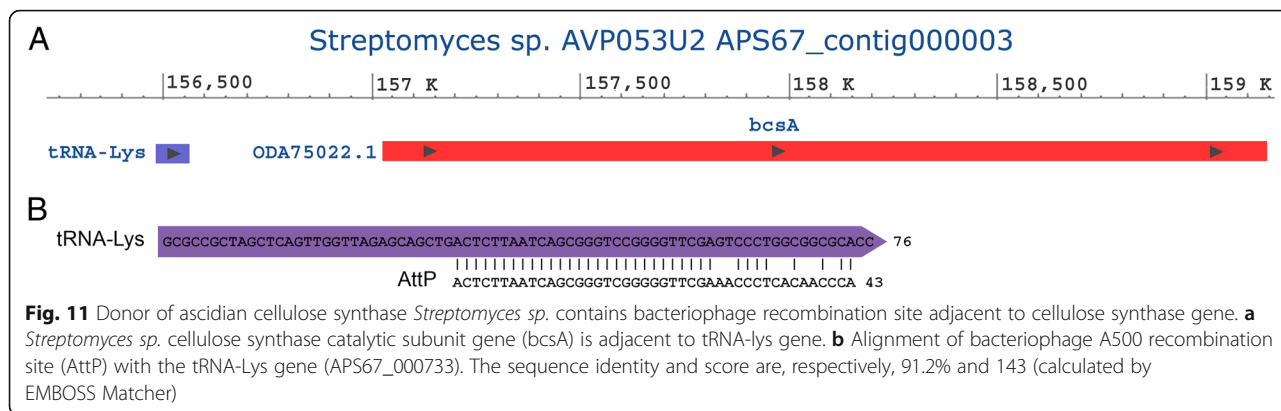 A
Streptomyces sp. AVP053U2 APS67_contig000003
156,500 157 K 157,500 158 K 158,500 159 K
bcsA
tRNA-Lys ODA75022.1
B
tRNA-Lys GCGCCGCTAGCTCAGTTGGTTAGAGCAGCTGACTCTTAATCAGCGGGTCCGGGGTTCGAGTCCCTGGCGGCGCACC 76
AttP ACTCTTAATCAGCGGGTCGGGGGTTCGAAACCCTCACAACCCA 43
Fig. 11 Donor of ascidian cellulose synthase Streptomyces sp. contains bacteriophage recombination site adjacent to cellulose synthase gene. a
Streptomyces sp. cellulose synthase catalytic subunit gene (bcsA) is adjacent to tRNA-lys gene. b Alignment of bacteriophage A500 recombination
site (AttP) with the tRNA-Lys gene (APS67_000733). The sequence identity and score are, respectively, 91.2% and 143 (calculated by
EMBOSS Matcher)